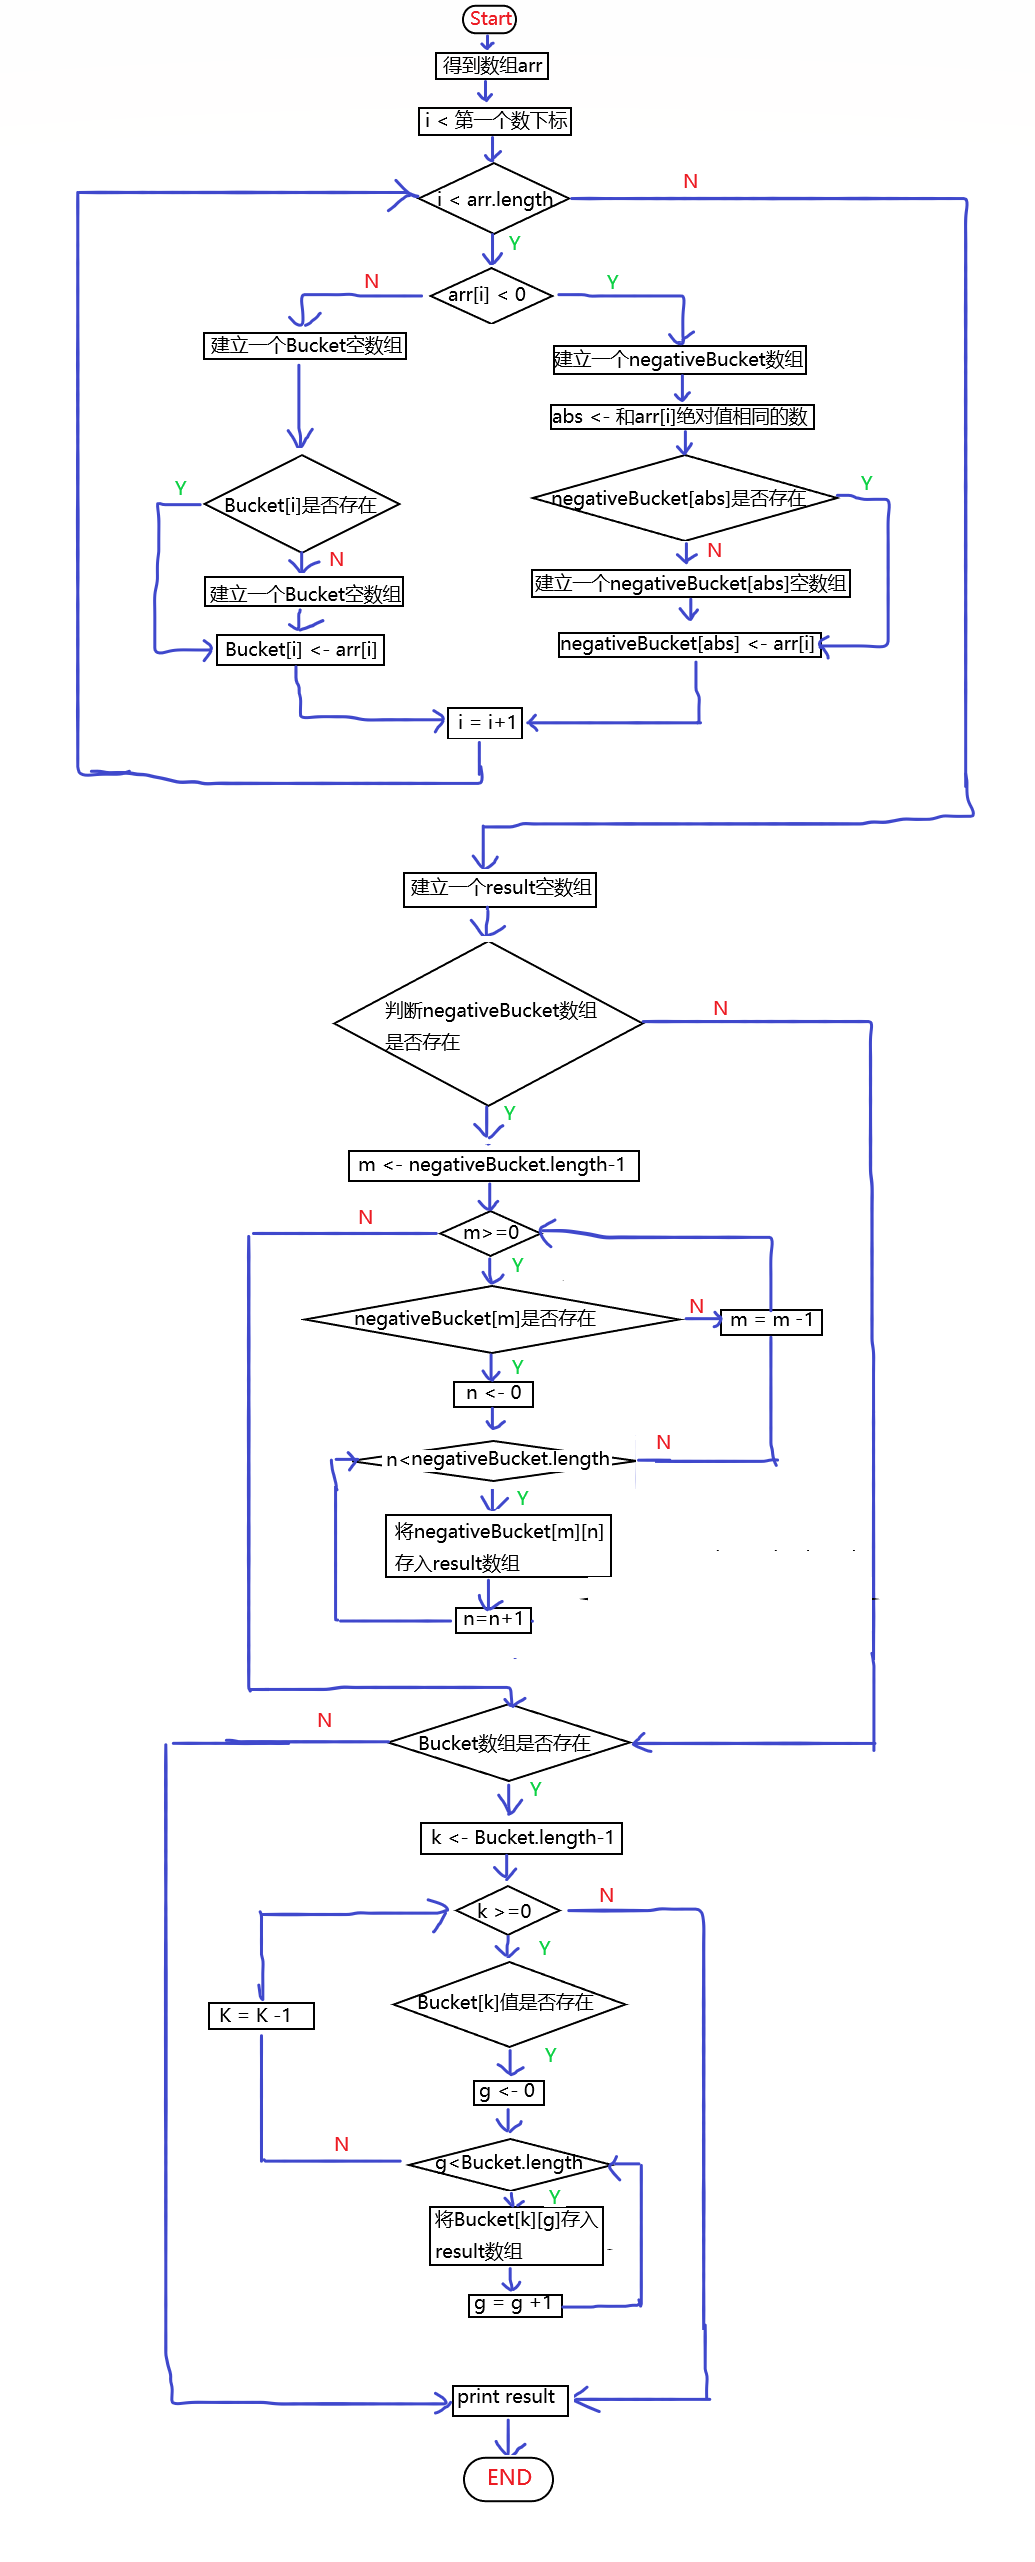 Start
得到数组arr
i < 第一个数下标
i < arr.length
N
Y
arr[i] < 0
N
Y
建立一个Bucket空数组
建立一个negativeBucket数组
abs <- 和arr[i]绝对值相同的数
Y
Bucket[i]是否存在
negativeBucket[abs]是否存在
Y
N
N
建立一个Bucket空数组
建立一个negativeBucket[abs]空数组
Bucket[i] <- arr[i]
negativeBucket[abs] <- arr[i]
i = i+1
建立一个result空数组
判断negativeBucket数组
是否存在
N
Y
m <- negativeBucket.length-1
N
m>=0
Y
negativeBucket[m]是否存在
N
m = m -1
Y
n <- 0
n<negativeBucket.length
N
Y
将negativeBucket[m][n]
存入result数组
n=n+1
N
Bucket数组是否存在
Y
k <- Bucket.length-1
k >=0
N
Y
Bucket[k]值是否存在
K = K -1
Y
g <- 0
N
g<Bucket.length
Y
将Bucket[k][g]存入
result数组
g = g +1
print result
END